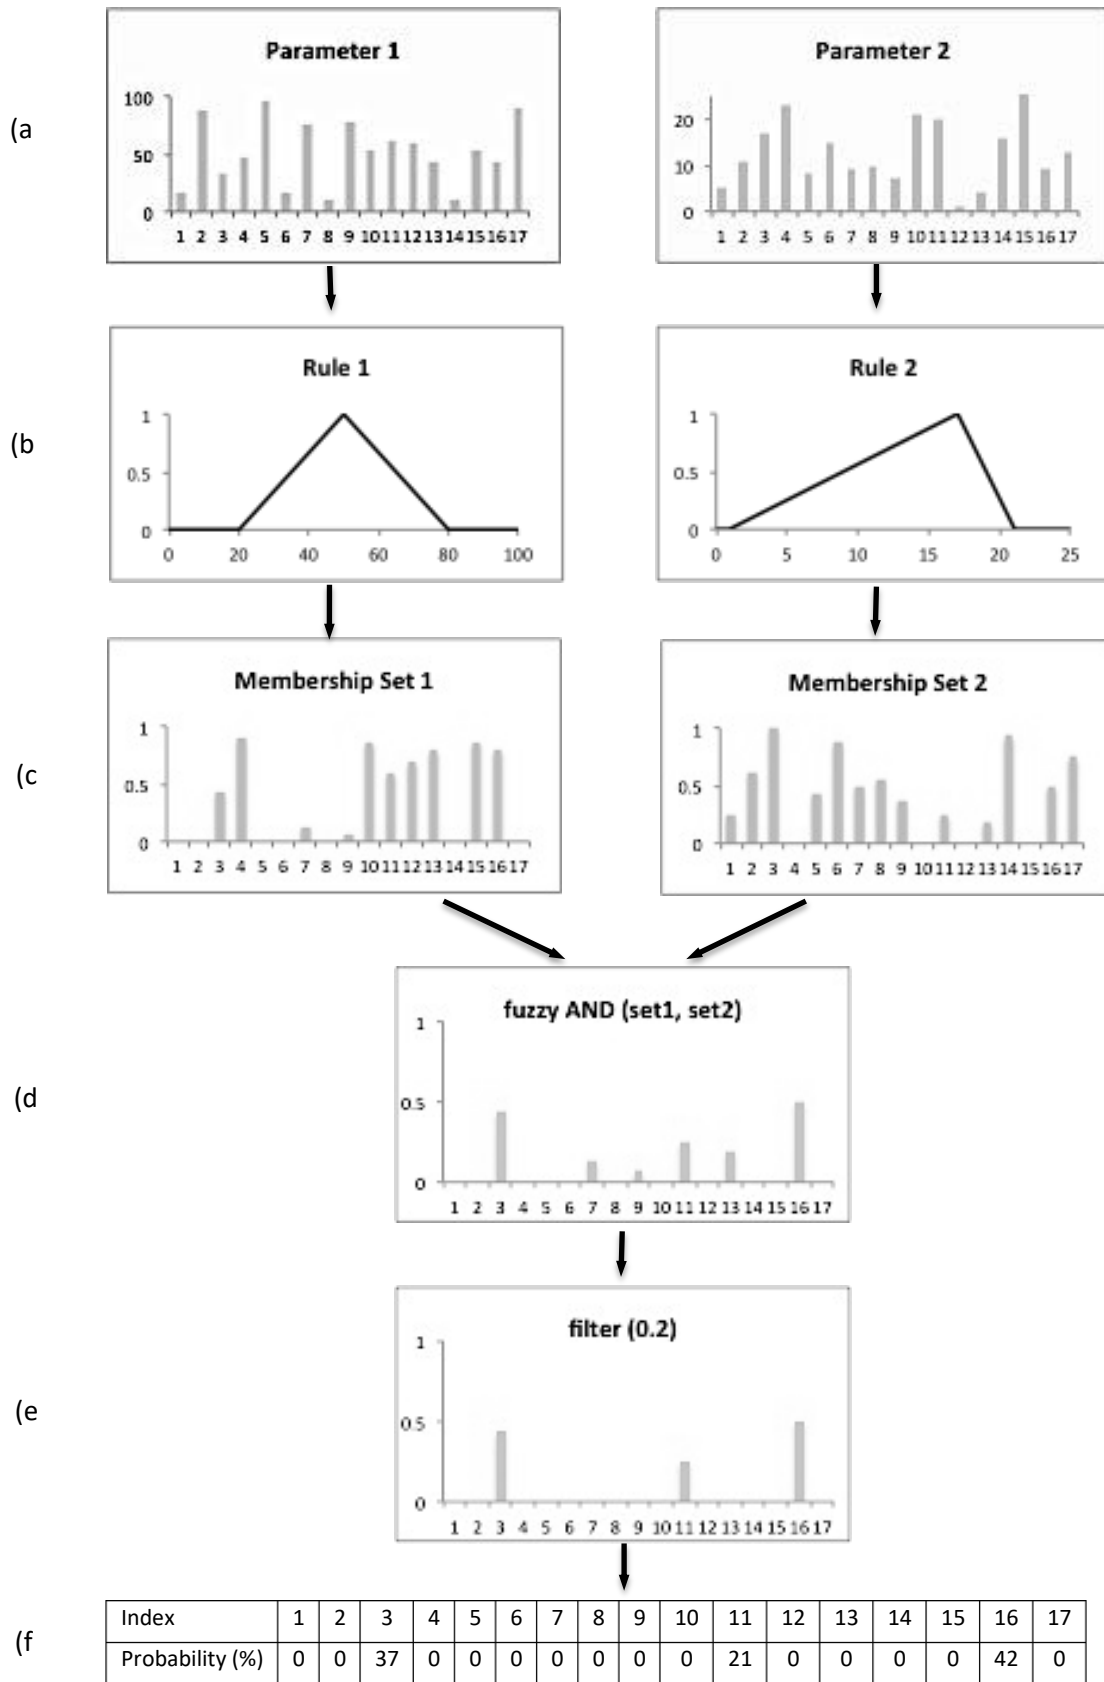 Parameter 1
100
50
0
1 2 3 4 5 6 7 8 9 10 11 12 13 14 15 16 17
Parameter 2
20
10
0
1 2 3 4 5 6 7 8 9 10 11 12 13 14 15 16 17
(a
Rule 1
1
0.5
0
0 20 40 60 80 100
Rule 2
1
0.5
0
0 5 10 15 20 25
(b
Membership Set 1
1
0.5
0
1 2 3 4 5 6 7 8 9 10 11 12 13 14 15 16 17
Membership Set 2
1
0.5
0
1 2 3 4 5 6 7 8 9 10 11 12 13 14 15 16 17
(c
fuzzy AND (set1, set2)
1
0.5
0
1 2 3 4 5 6 7 8 9 10 11 12 13 14 15 16 17
(d
filter (0.2)
1
0.5
0
1 2 3 4 5 6 7 8 9 10 11 12 13 14 15 16 17
(e
(f
Index 1 2 3 4 5 6 7 8 9 10 11 12 13 14 15 16 17
Probability (%) 0 0 37 0 0 0 0 0 0 0 21 0 0 0 0 42 0